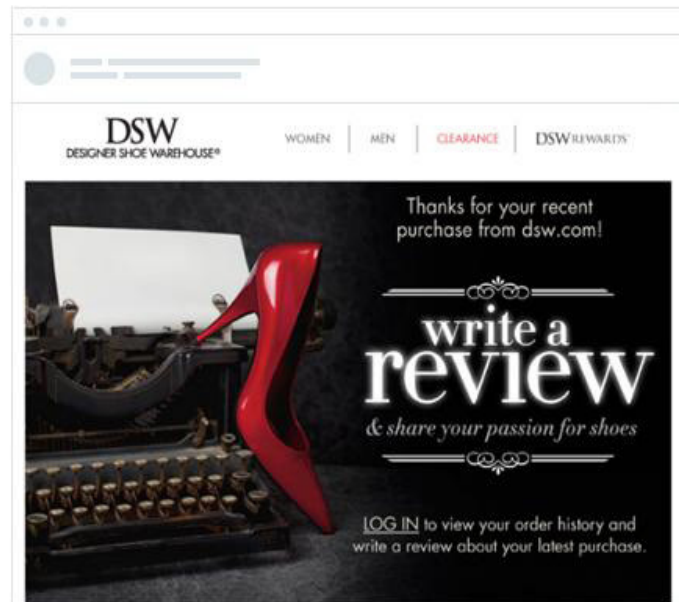 DSW
DESIGNER SHOE WAREHOUSE®
WOMEN
MEN
CLEARANCE
DSW REWARDS
Thanks for your recent
purchase from dsw.com!
write a
review
& share your passion for shoes
LOG IN to view your order history and
write a review about your latest purchase.